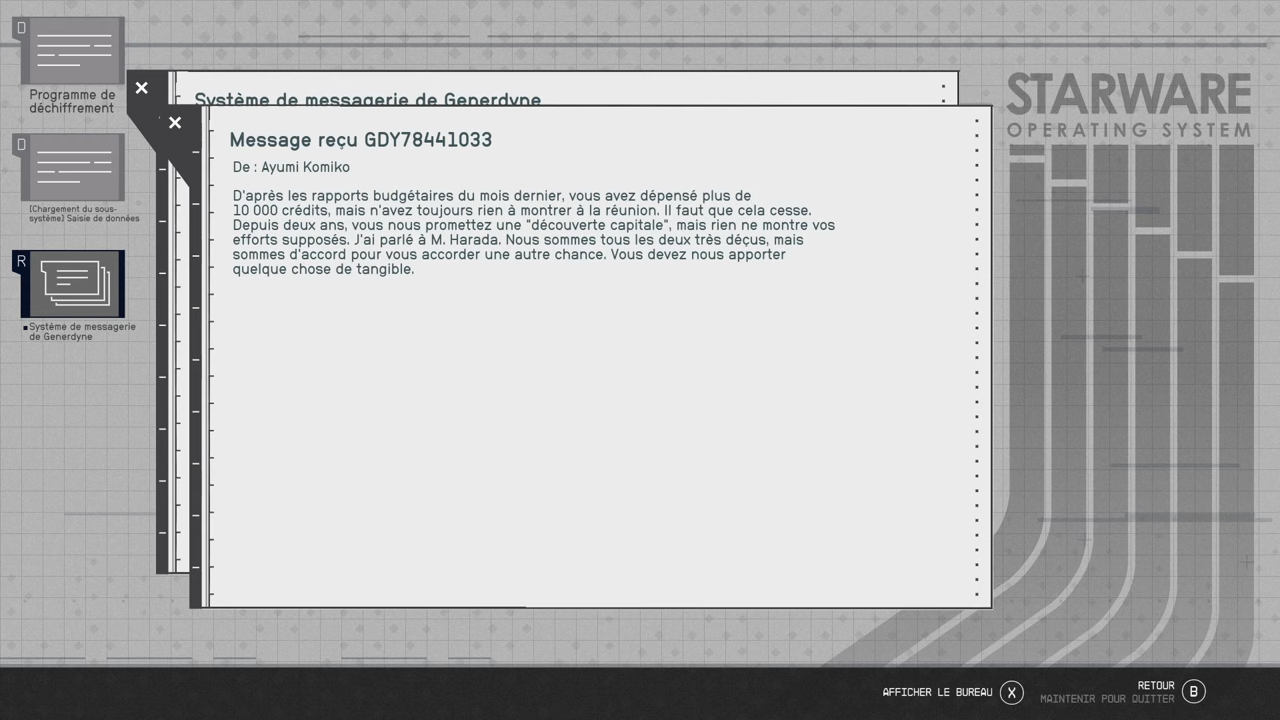 D
Programme de
déchiffrement
D
[Chargement du sous-
système] Saisie de données
R
Système de messagerie
de Generdyne
Système de messagerie de Generdyne
Message reçu GDY78441033
De : Ayumi Komiko
D'après les rapports budgétaires du mois dernier, vous avez dépensé plus de
10 000 crédits, mais n'avez toujours rien à montrer à la réunion. Il faut que cela cesse.
Depuis deux ans, vous nous promettez une "découverte capitale", mais rien ne montre vos
efforts supposés. J'ai parlé à M. Harada. Nous sommes tous les deux très déçus, mais
sommes d'accord pour vous accorder une autre chance. Vous devez nous apporter
quelque chose de tangible.
STARWARE
OPERATING SYSTEM
AFFICHER LE BUREAU X
RETOUR B
MAINTENIR POUR QUITTER